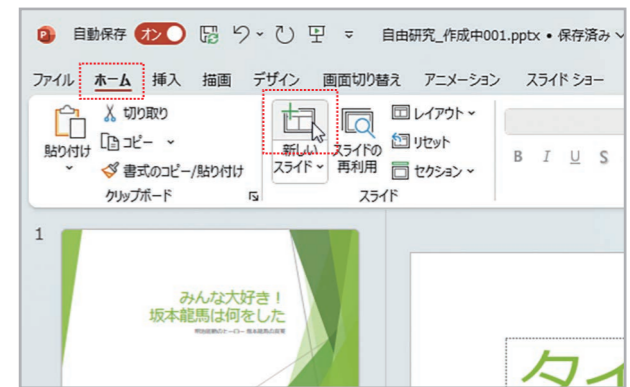 自動保存 オン 自由研究_作成中001.pptx • 保存済み
ファイル ホーム 挿入 描画 デザイン 画面切り替え アニメーション スライド ショー
貼り付け
切り取り
コピー
書式のコピー/貼り付け
クリップボード
新しい
スライド
スライドの
再利用
レイアウト
リセット
セクション
スライド
B I U S
1
みんな大好き！
坂本龍馬は何をした
タイ